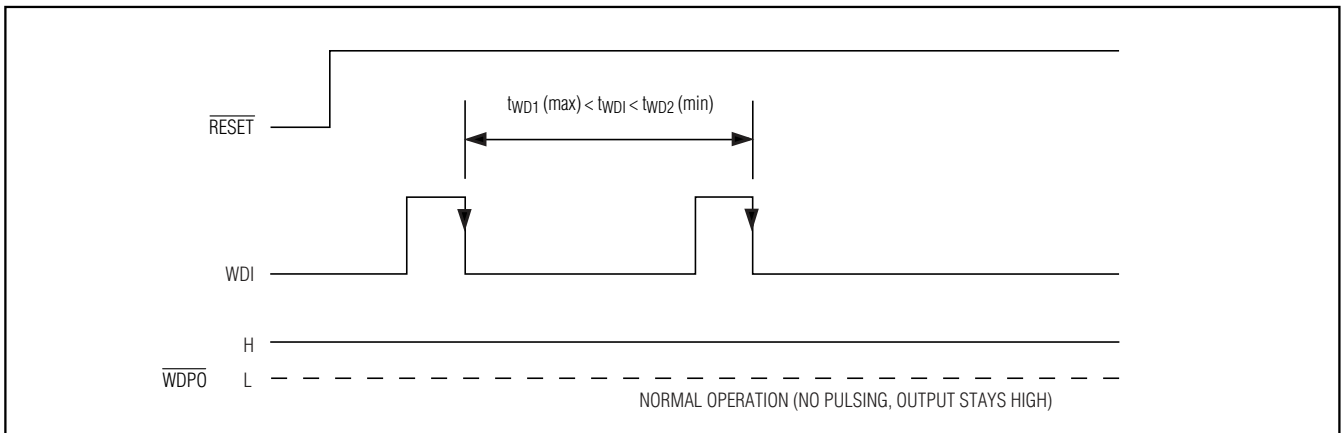 tWD1 (max) < tWDI < tWD2 (min)
RESET
WDI
H
WDPO L
NORMAL OPERATION (NO PULSING, OUTPUT STAYS HIGH)